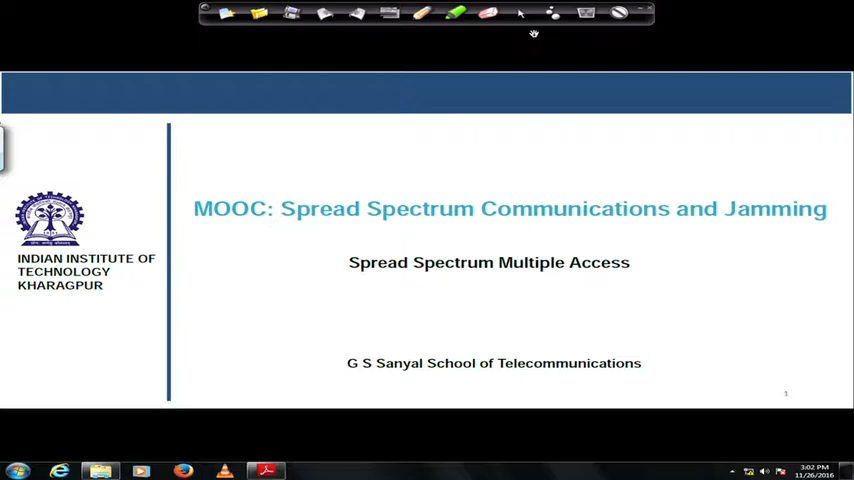 MOOC: Spread Spectrum Communications and Jamming
Spread Spectrum Multiple Access
INDIAN INSTITUTE OF
TECHNOLOGY
KHARAGPUR
G S Sanyal School of Telecommunications
1
3:02 PM
11/26/2016